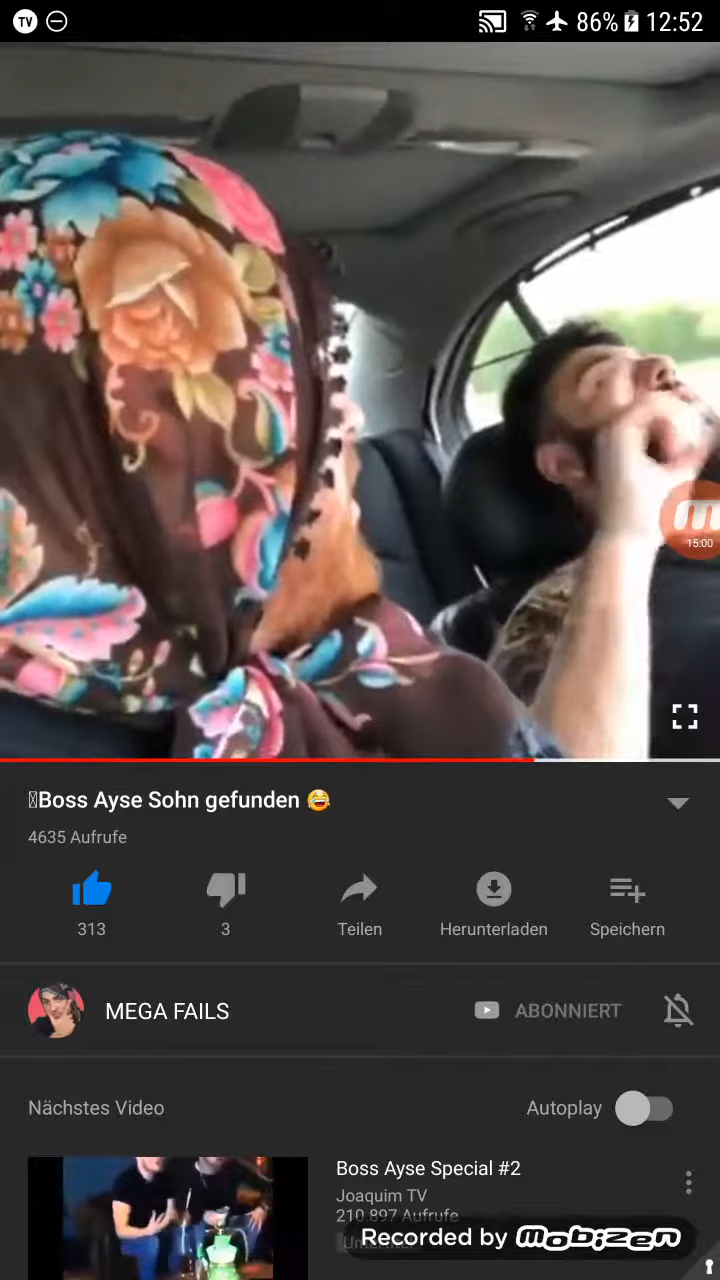 TV 86% 12:52
15:00
Boss Ayse Sohn gefunden 😂
4635 Aufrufe
313 3 Teilen Herunterladen Speichern
MEGA FAILS ABONNIERT
Nächstes Video Autoplay
Boss Ayse Special #2
Joaquim TV
210.897 Aufrufe
Recorded by mobizen